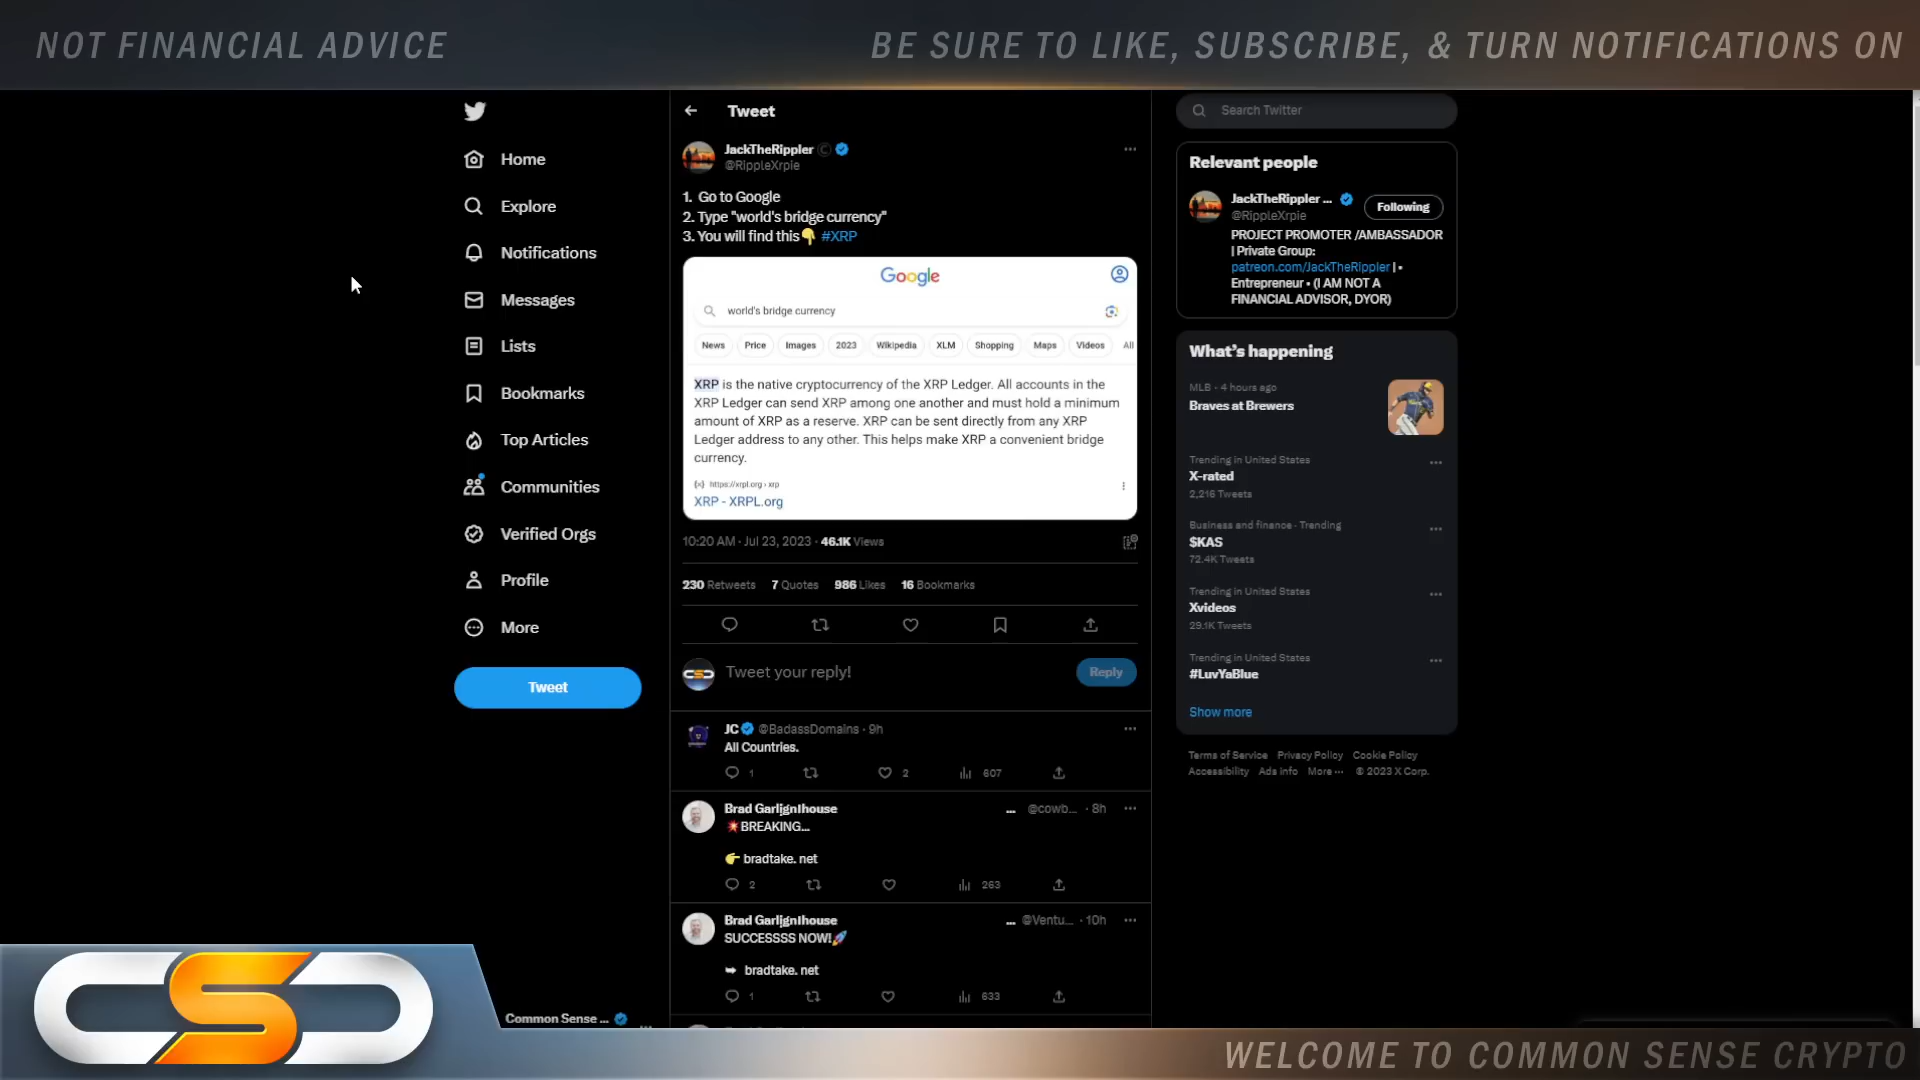 NOT FINANCIAL ADVICE
BE SURE TO LIKE, SUBSCRIBE, & TURN NOTIFICATIONS ON
Home
Explore
Notifications
Messages
Lists
Bookmarks
Top Articles
Communities
Verified Orgs
Profile
More
Tweet
Common Sense ...
Tweet
JackTheRippler
@RippleXrpie
1. Go to Google
2. Type "world's bridge currency"
3. You will find this👇 #XRP
Google
world's bridge currency
News Price Images 2023 Wikipedia XLM Shopping Maps Videos All
XRP is the native cryptocurrency of the XRP Ledger. All accounts in the
XRP Ledger can send XRP among one another and must hold a minimum
amount of XRP as a reserve. XRP can be sent directly from any XRP
Ledger address to any other. This helps make XRP a convenient bridge
currency.
https://xrpl.org › xrp
XRP - XRPL.org
10:20 AM · Jul 23, 2023 · 46.1K Views
230 Retweets 7 Quotes 986 Likes 16 Bookmarks
Tweet your reply!
Reply
JC @BadassDomains · 9h
All Countries.
1 2 607
Brad Garlignlhouse ... @cowb... · 8h
💥BREAKING...
👉 bradtake. net
2 263
Brad Garlignlhouse ... @Ventu... · 10h
SUCCESSSS NOW!🚀
➥ bradtake. net
1 633
Search Twitter
Relevant people
JackTheRippler ...
@RippleXrpie
Following
PROJECT PROMOTER /AMBASSADOR
| Private Group:
patreon.com/JackTheRippler | •
Entrepreneur • (I AM NOT A
FINANCIAL ADVISOR, DYOR)
What's happening
MLB · 4 hours ago
Braves at Brewers
Trending in United States
X-rated
2,216 Tweets
Business and finance · Trending
$KAS
72.4K Tweets
Trending in United States
Xvideos
29.1K Tweets
Trending in United States
#LuvYaBlue
Show more
Terms of Service Privacy Policy Cookie Policy
Accessibility Ads info More ··· © 2023 X Corp.
CSC
WELCOME TO COMMON SENSE CRYPTO